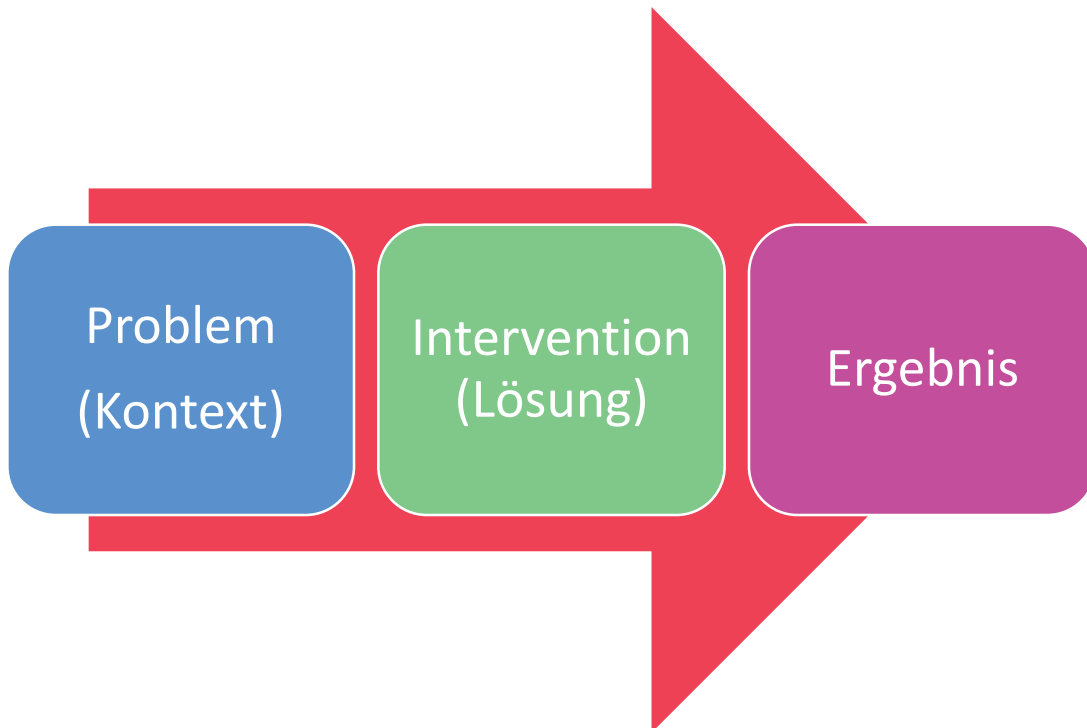 Problem
(Kontext)
Intervention
(Lösung)
Ergebnis